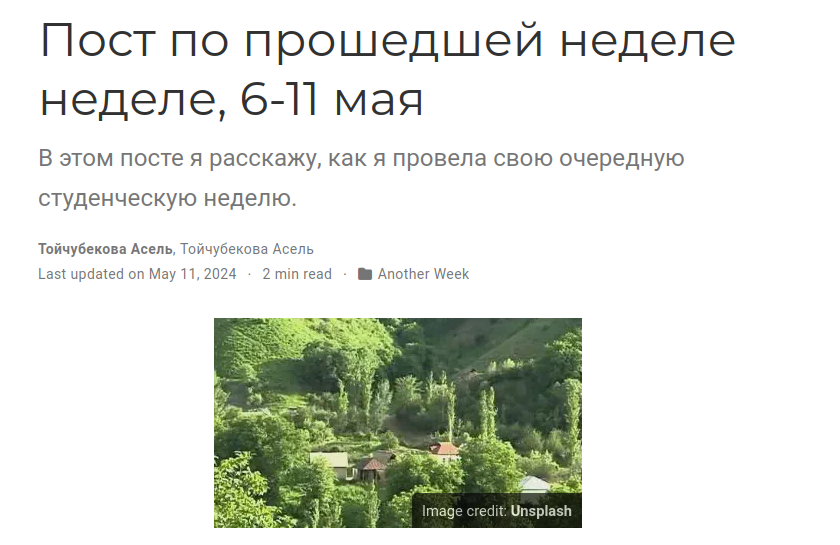 Пост по прошедшей неделе
неделе, 6-11 мая
В этом посте я расскажу, как я провела свою очередную
студенческую неделю.
Тойчубекова Асель, Тойчубекова Асель
Last updated on May 11, 2024 · 2 min read · Another Week
Image credit: Unsplash